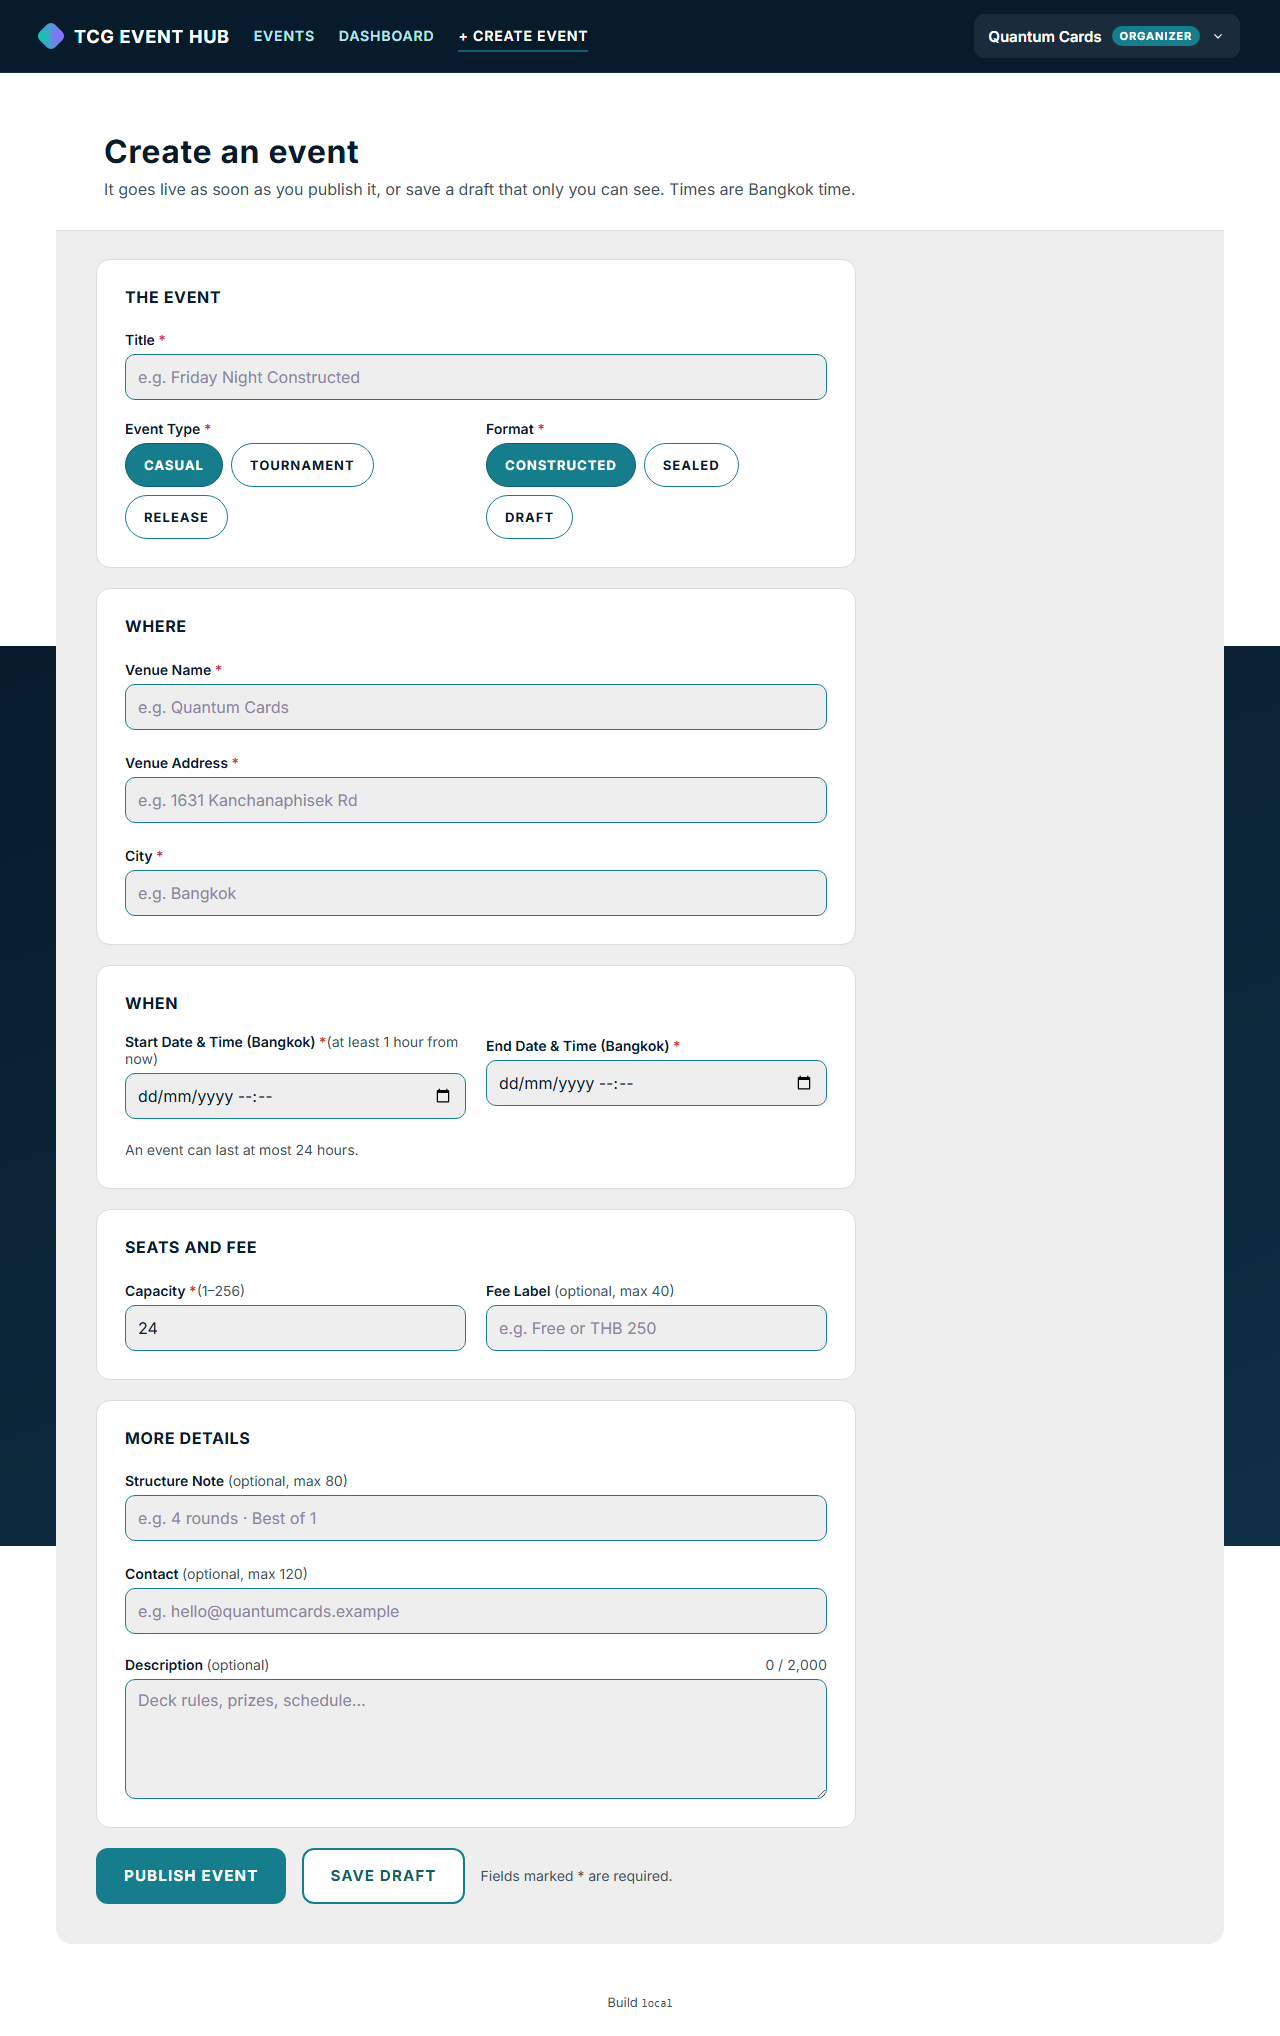 TCG EVENT HUB
EVENTS
DASHBOARD
+ CREATE EVENT
Quantum Cards
ORGANIZER
Create an event
It goes live as soon as you publish it, or save a draft that only you can see. Times are Bangkok time.
THE EVENT
Title *
e.g. Friday Night Constructed
Event Type *
CASUAL
TOURNAMENT
RELEASE
Format *
CONSTRUCTED
SEALED
DRAFT
WHERE
Venue Name *
e.g. Quantum Cards
Venue Address *
e.g. 1631 Kanchanaphisek Rd
City *
e.g. Bangkok
WHEN
Start Date & Time (Bangkok) *(at least 1 hour from
now)
dd/mm/yyyy --:--
End Date & Time (Bangkok) *
dd/mm/yyyy --:--
An event can last at most 24 hours.
SEATS AND FEE
Capacity *(1–256)
24
Fee Label (optional, max 40)
e.g. Free or THB 250
MORE DETAILS
Structure Note (optional, max 80)
e.g. 4 rounds · Best of 1
Contact (optional, max 120)
e.g. hello@quantumcards.example
Description (optional)
0 / 2,000
Deck rules, prizes, schedule...
PUBLISH EVENT
SAVE DRAFT
Fields marked * are required.
Build local